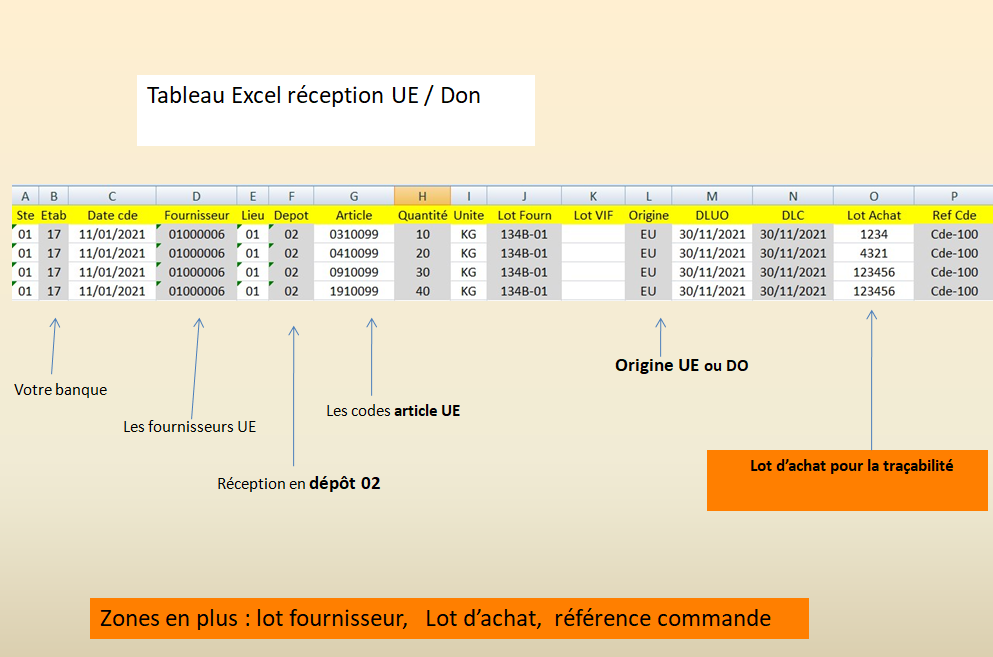 Tableau Excel réception UE / Don
A B C D E F G H I J K L M N O P
Ste Etab Date cde Fournisseur Lieu Depot Article Quantité Unite Lot Fourn Lot VIF Origine DLUO DLC Lot Achat Ref Cde
01 17 11/01/2021 01000006 01 02 0310099 10 KG 134B-01 EU 30/11/2021 30/11/2021 1234 Cde-100
01 17 11/01/2021 01000006 01 02 0410099 20 KG 134B-01 EU 30/11/2021 30/11/2021 4321 Cde-100
01 17 11/01/2021 01000006 01 02 0910099 30 KG 134B-01 EU 30/11/2021 30/11/2021 123456 Cde-100
01 17 11/01/2021 01000006 01 02 1910099 40 KG 134B-01 EU 30/11/2021 30/11/2021 123456 Cde-100
Origine UE ou DO
Votre banque
Les codes article UE
Les fournisseurs UE
Lot d’achat pour la traçabilité
Réception en dépôt 02
Zones en plus : lot fournisseur, Lot d’achat, référence commande